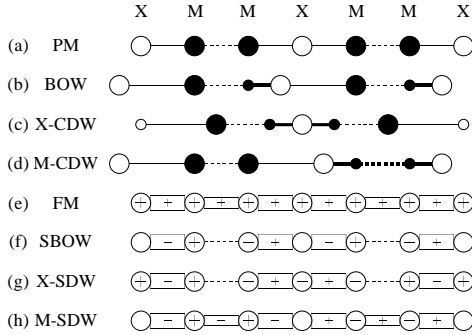 X M M X M M X
(a) PM
(b) BOW
(c) X-CDW
(d) M-CDW
(e) FM + + + + + + + + + + + + +
(f) SBOW − + − + − + − +
(g) X-SDW + − + − + − + − + − +
(h) M-SDW − + − + − + − + − +